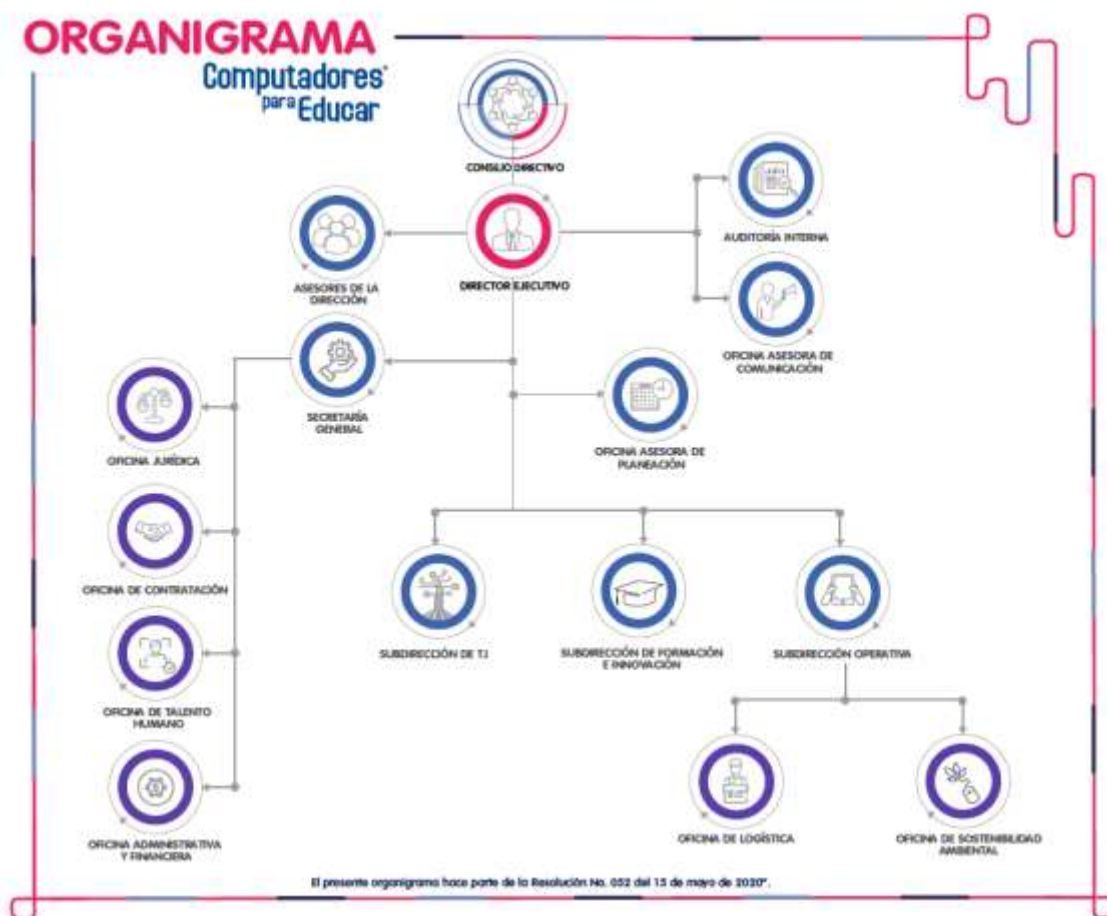 ORGANIGRAMA
Computadores
para Educar
CONSEJO DIRECTIVO
DIRECTOR EJECUTIVO
ASESORES DE LA
DIRECCIÓN
AUDITORÍA INTERNA
OFICINA ASESORA DE
COMUNICACIÓN
SECRETARÍA
GENERAL
OFICINA ASESORA DE
PLANEACIÓN
OFICINA JURÍDICA
OFICINA DE CONTRATACIÓN
OFICINA DE TALENTO
HUMANO
OFICINA ADMINISTRATIVA
Y FINANCIERA
SUBDIRECCIÓN DE T.I
SUBDIRECCIÓN DE FORMACIÓN
E INNOVACIÓN
SUBDIRECCIÓN OPERATIVA
OFICINA DE LOGÍSTICA
OFICINA DE SOSTENIBILIDAD
AMBIENTAL
El presente organigrama hace parte de la Resolución No. 052 del 15 de mayo de 2020".